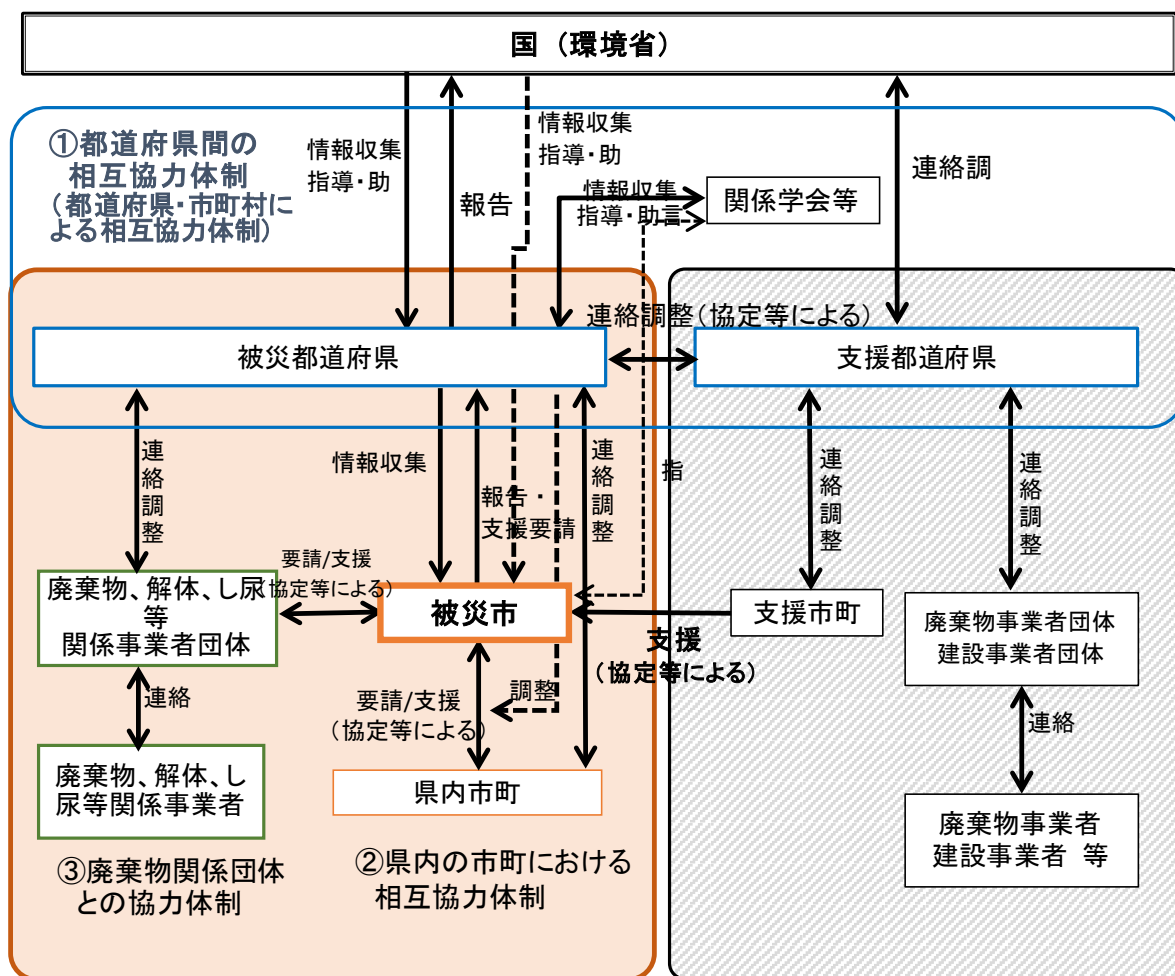 国（環境省）
①都道府県間の
相互協力体制
（都道府県・市町村に
よる相互協力体制）
情報収集
指導・助
報告
情報収集
指導・助
情報収集
指導・助言
関係学会等
連絡調
連絡調整（協定等による）
被災都道府県
支援都道府県
連絡調整
情報収集
報告・
支援要請
連絡調整
指
連絡調整
連絡調整
要請/支援
（協定等による）
廃棄物、解体、し尿
等
関係事業者団体
被災市
支援市町
支援
（協定等による）
廃棄物事業者団体
建設事業者団体
連絡
要請/支援
（協定等による）
調整
連絡
廃棄物、解体、し
尿等関係事業者
県内市町
廃棄物事業者
建設事業者 等
③廃棄物関係団体
との協力体制
②県内の市町における
相互協力体制